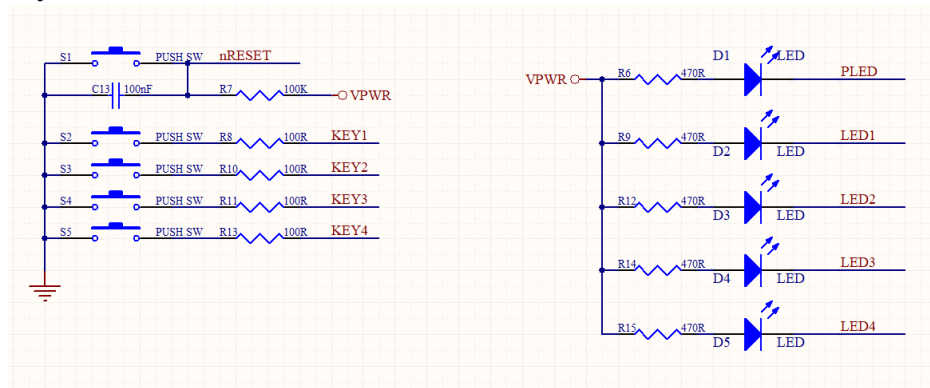 S1 PUSH SW nRESET
C13 100nF R7 100K VPWR
S2 PUSH SW R8 100R KEY1
S3 PUSH SW R10 100R KEY2
S4 PUSH SW R11 100R KEY3
S5 PUSH SW R13 100R KEY4
D1 LED
VPWR R6 470R PLED
R9 470R LED1
D2 LED
R12 470R LED2
D3 LED
R14 470R LED3
D4 LED
R15 470R LED4
D5 LED